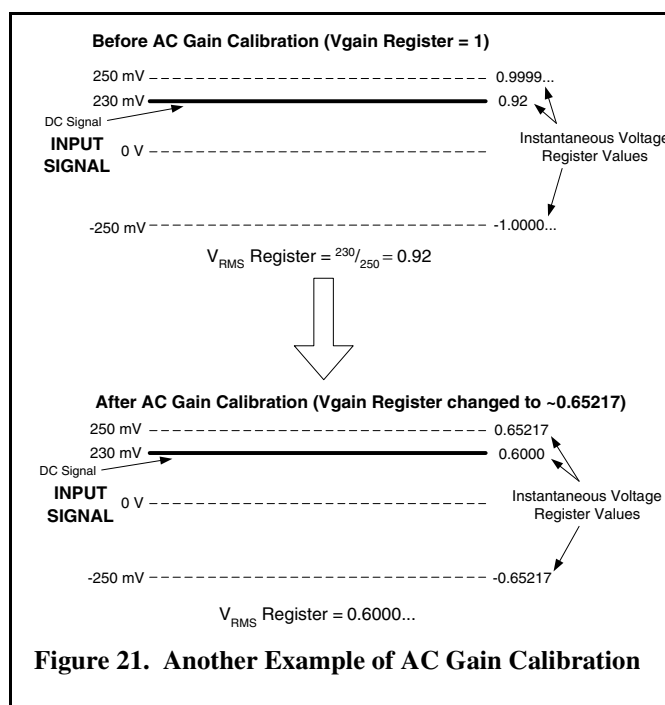 Before AC Gain Calibration (Vgain Register = 1)
250 mV 0.9999...
230 mV 0.92
DC Signal
INPUT
SIGNAL
0 V
Instantaneous Voltage
Register Values
-250 mV -1.0000...
VRMS Register = 230/250 = 0.92
After AC Gain Calibration (Vgain Register changed to ~0.65217)
250 mV 0.65217
230 mV 0.6000
DC Signal
INPUT
SIGNAL
0 V
Instantaneous Voltage
Register Values
-250 mV -0.65217
VRMS Register = 0.6000...
Figure 21. Another Example of AC Gain Calibration